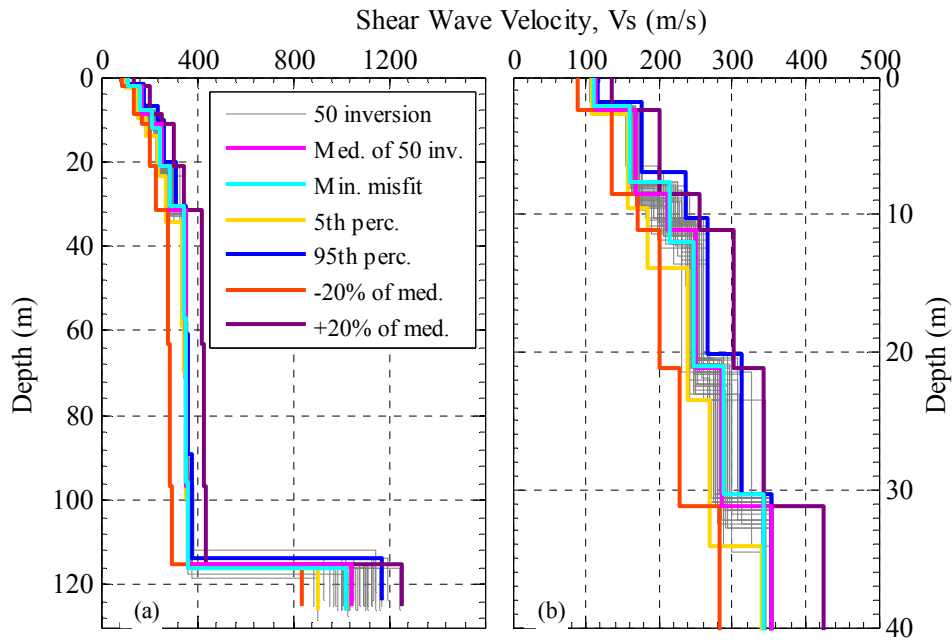 Shear Wave Velocity, Vs (m/s)
0 400 800 1200
0 100 200 300 400 500
0
20
40
60
80
100
120
Depth (m)
50 inversion
Med. of 50 inv.
Min. misfit
5th perc.
95th perc.
-20% of med.
+20% of med.
(a)
(b)
0
10
20
30
40
Depth (m)